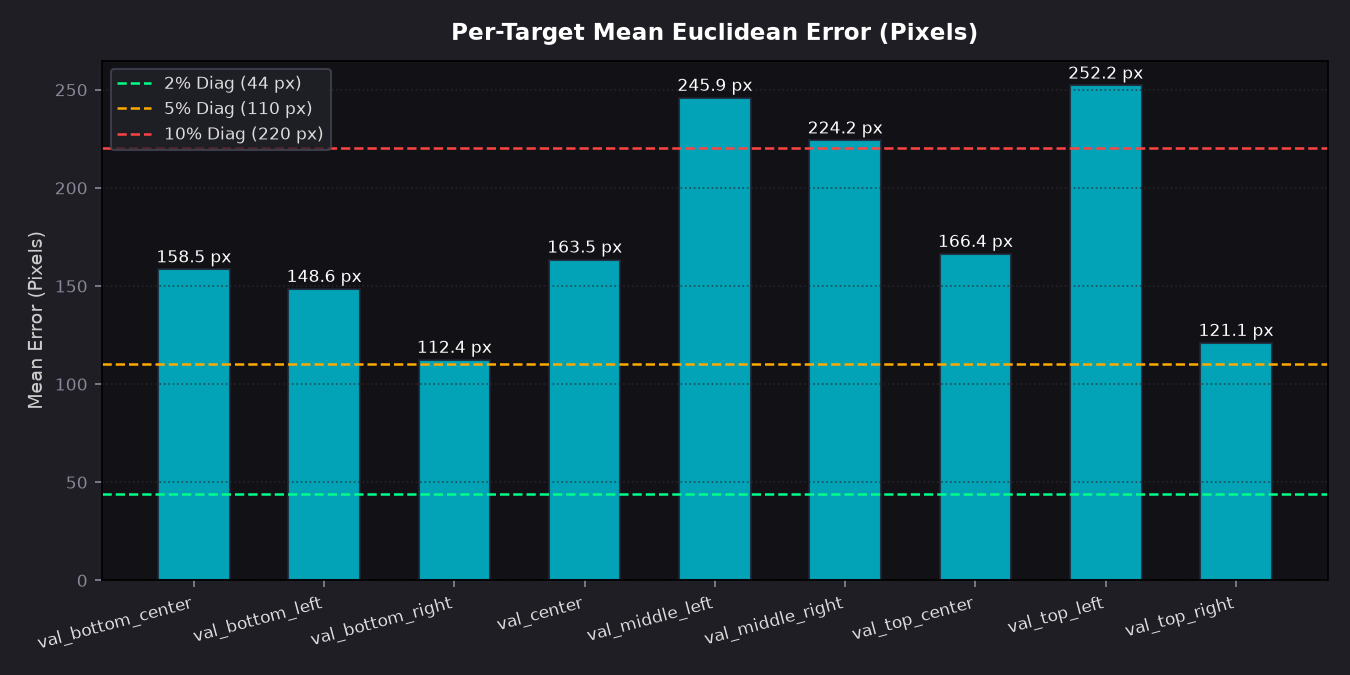 Per-Target Mean Euclidean Error (Pixels)
2% Diag (44 px)
5% Diag (110 px)
10% Diag (220 px)
Mean Error (Pixels)
250
200
150
100
50
0
158.5 px
148.6 px
112.4 px
163.5 px
245.9 px
224.2 px
166.4 px
252.2 px
121.1 px
val_bottom_center
val_bottom_left
val_bottom_right
val_center
val_middle_left
val_middle_right
val_top_center
val_top_left
val_top_right